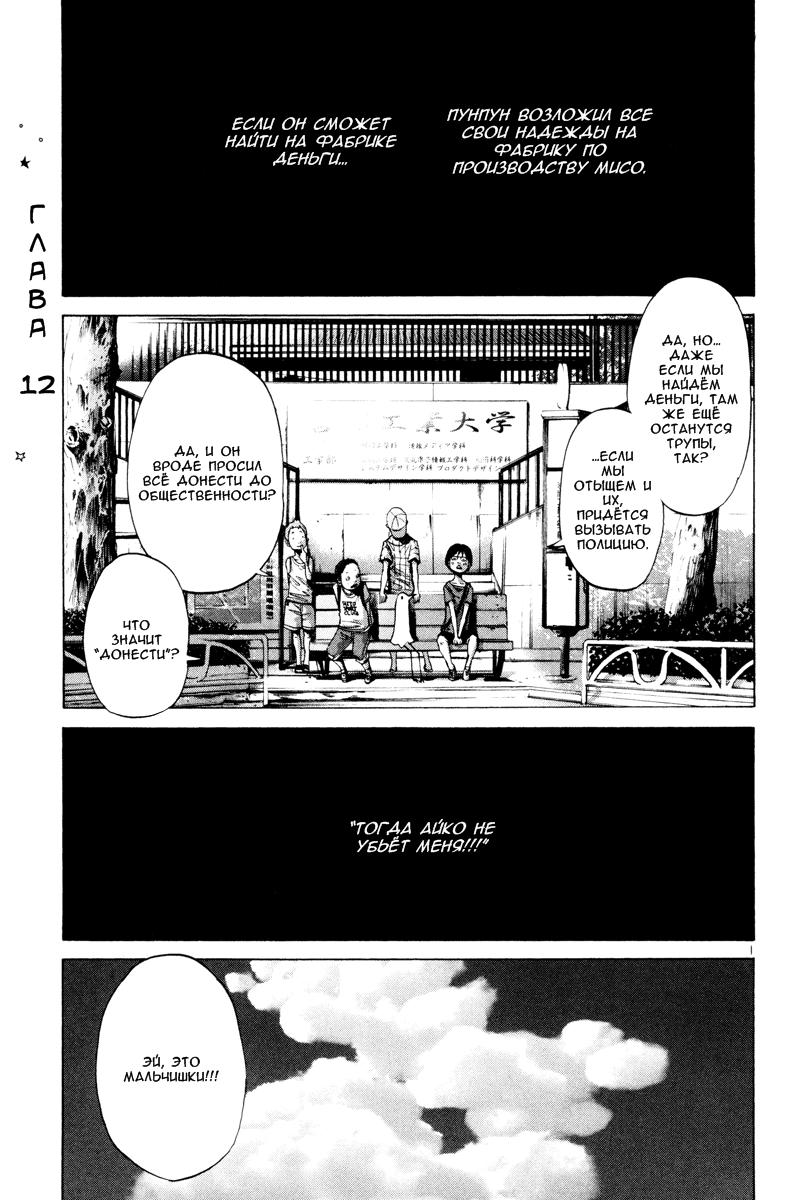 ГЛАВА 12
ПУНПУН ВОЗЛОЖИЛ ВСЕ
СВОИ НАДЕЖДЫ НА
ФАБРИКУ ПО
ПРОИЗВОДСТВУ МИСО.
ЕСЛИ ОН СМОЖЕТ
НАЙТИ НА ФАБРИКЕ
ДЕНЬГИ...
ДА, НО...
ДАЖЕ
ЕСЛИ МЫ
НАЙДЁМ
ДЕНЬГИ, ТАМ
ЖЕ ЕЩЁ
ОСТАНУТСЯ
ТРУПЫ,
ТАК?
...ЕСЛИ
МЫ
ОТЫЩЕМ И
ИХ,
ПРИДЁТСЯ
ВЫЗЫВАТЬ
ПОЛИЦИЮ.
工業大学
ДА, И ОН
ВРОДЕ ПРОСИЛ
ВСЁ ДОНЕСТИ ДО
ОБЩЕСТВЕННОСТИ?
ЧТО
ЗНАЧИТ
"ДОНЕСТИ"?
"ТОГДА АЙКО НЕ
УБЬЁТ МЕНЯ!!!"
1
ЭЙ, ЭТО
МАЛЬЧИШКИ!!!